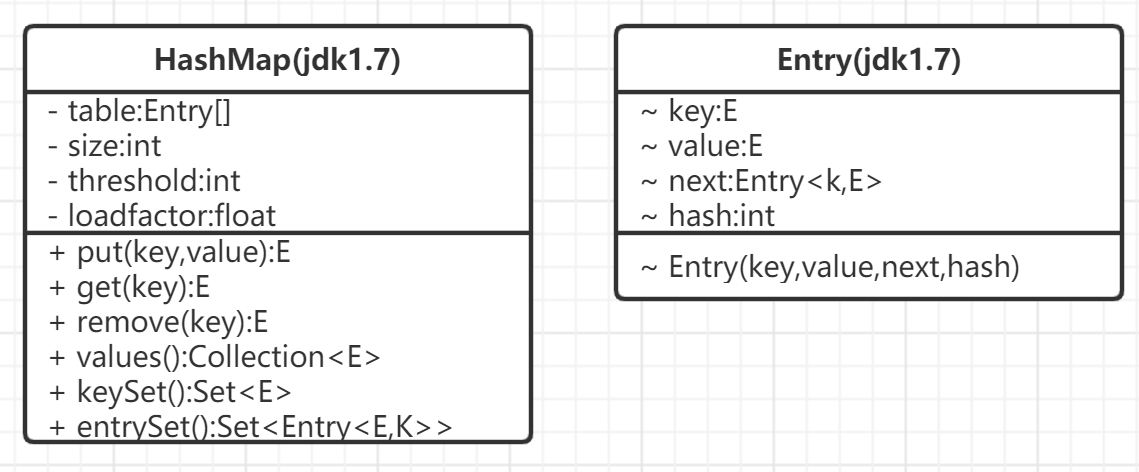 HashMap(jdk1.7)
- table:Entry[]
- size:int
- threshold:int
- loadfactor:float
+ put(key,value):E
+ get(key):E
+ remove(key):E
+ values():Collection<E>
+ keySet():Set<E>
+ entrySet():Set<Entry<E,K>>
Entry(jdk1.7)
~ key:E
~ value:E
~ next:Entry<k,E>
~ hash:int
~ Entry(key,value,next,hash)